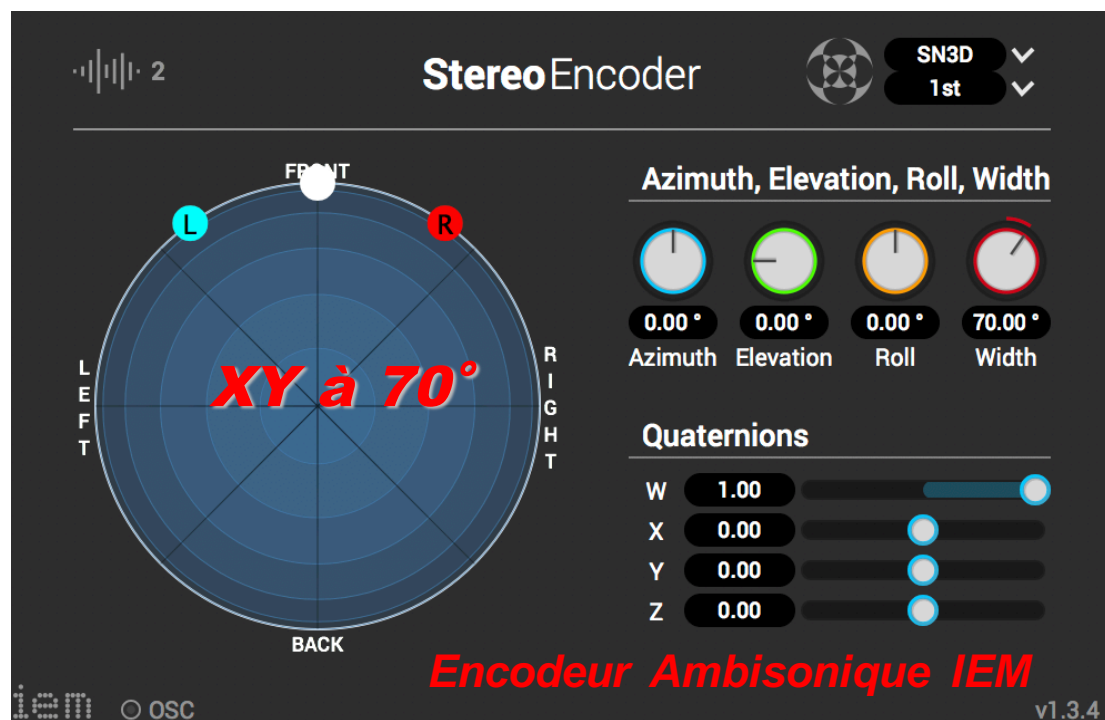 2
StereoEncoder
SN3D
1st
FRONT
L
R
LEFT
RIGHT
BACK
XY à 70°
Azimuth, Elevation, Roll, Width
0.00 ° 0.00 ° 0.00 ° 70.00 °
Azimuth Elevation Roll Width
Quaternions
W 1.00
X 0.00
Y 0.00
Z 0.00
Encodeur Ambisonique IEM
iem OSC v1.3.4